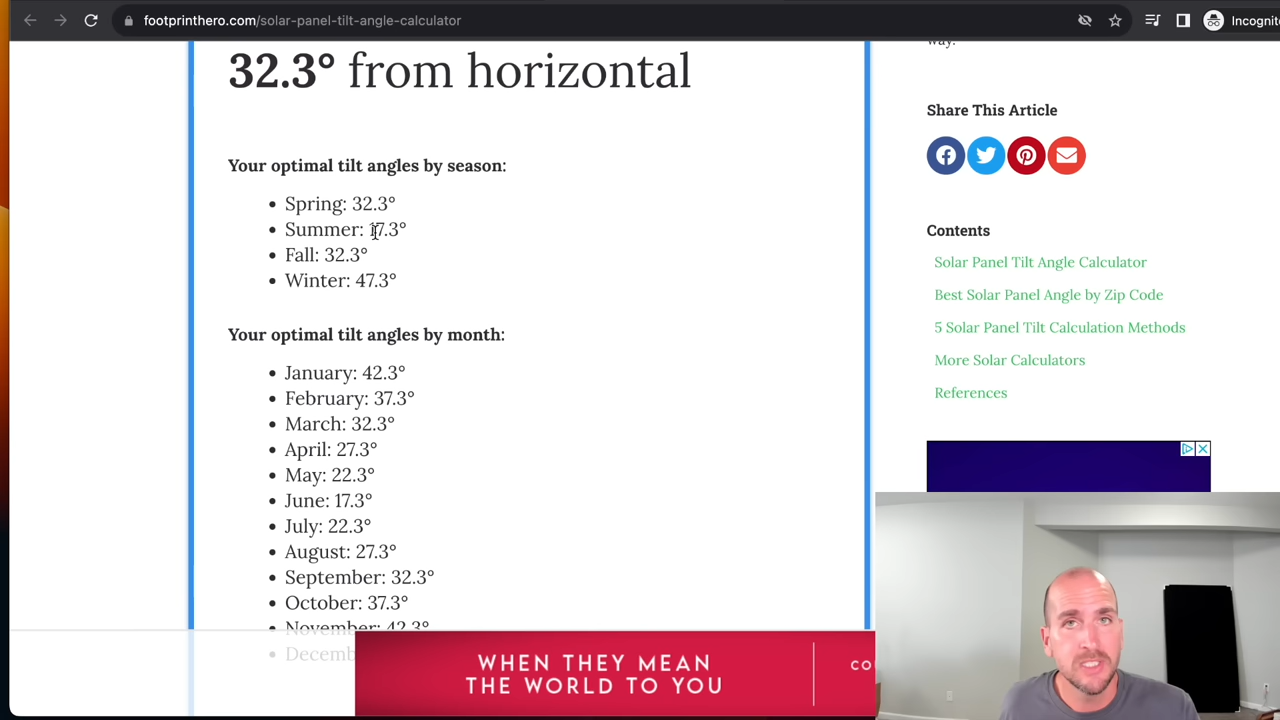 footprinthero.com/solar-panel-tilt-angle-calculator
Incognito
way.
32.3° from horizontal
Your optimal tilt angles by season:
Spring: 32.3°
Summer: 17.3°
Fall: 32.3°
Winter: 47.3°
Your optimal tilt angles by month:
January: 42.3°
February: 37.3°
March: 32.3°
April: 27.3°
May: 22.3°
June: 17.3°
July: 22.3°
August: 27.3°
September: 32.3°
October: 37.3°
November: 42.3°
Decemb
Share This Article
Contents
Solar Panel Tilt Angle Calculator
Best Solar Panel Angle by Zip Code
5 Solar Panel Tilt Calculation Methods
More Solar Calculators
References
WHEN THEY MEAN
THE WORLD TO YOU